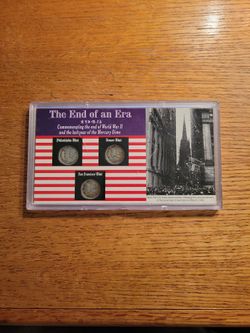 The End of an Era
Commemorating the end of World War II
and the last year of the Mercury Dime
Philadelphia Mint
Denver Mint
San Francisco Mint